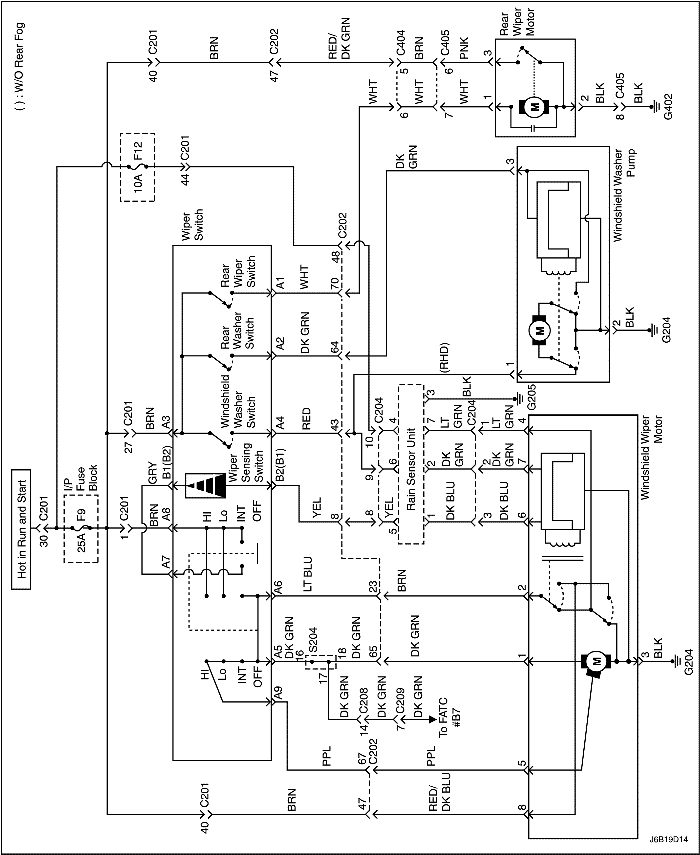 ( ) : W/O Rear Fog
40
C201
BRN
47
C202
RED/
DK GRN
C404
5
BRN
C405
6
PNK
3
Rear
Wiper
Motor
M
WHT
6
WHT
7
WHT
1
2
BLK
8
C405
G402
F12
10A
C201
44
DK
GRN
3
Windshield Washer
Pump
M
2
BLK
G204
1
(RHD)
Wiper
Switch
Rear
Wiper
Switch
A1
WHT
70
C202
48
Rear
Washer
Switch
A2
DK GRN
64
Windshield
Washer
Switch
A3
BRN
C201
27
A4
RED
43
Wiper
Sensing
Switch
B1(B2)
GRY
B2(B1)
YEL
8
Hot in Run and Start
30
C201
I/P
Fuse
Block
F9
25A
C201
1
BRN
A8
A7
HI
Lo
INT
OFF
A6
LT BLU
23
BRN
2
HI
Lo
INT
OFF
A5
DK GRN
16
S204
18
17
DK GRN
65
DK GRN
1
A9
DK GRN
14
C208
DK GRN
7
C209
DK GRN
To FATC
#B7
PPL
67
C202
PPL
5
C201
40
BRN
47
RED/
DK BLU
8
C204
10
4
9
6
8
YEL
5
Rain Sensor Unit
3
BLK
G205
7
LT
GRN
C204
1
LT
GRN
4
2
DK
GRN
2
DK
GRN
7
1
DK BLU
3
DK BLU
6
Windshield Wiper
Motor
M
3
BLK
G204
J6B19D14